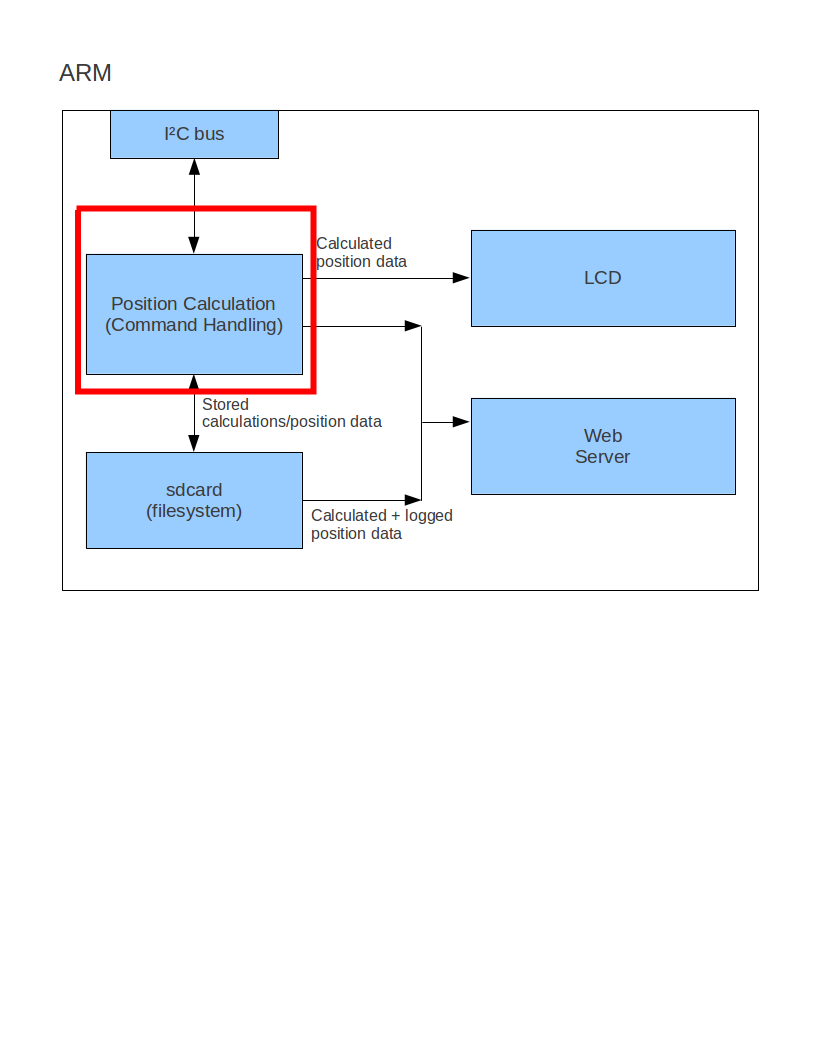 ARM
I²C bus
Calculated
position data
LCD
Position Calculation
(Command Handling)
Stored
calculations/position data
Web
Server
sdcard
(filesystem)
Calculated + logged
position data